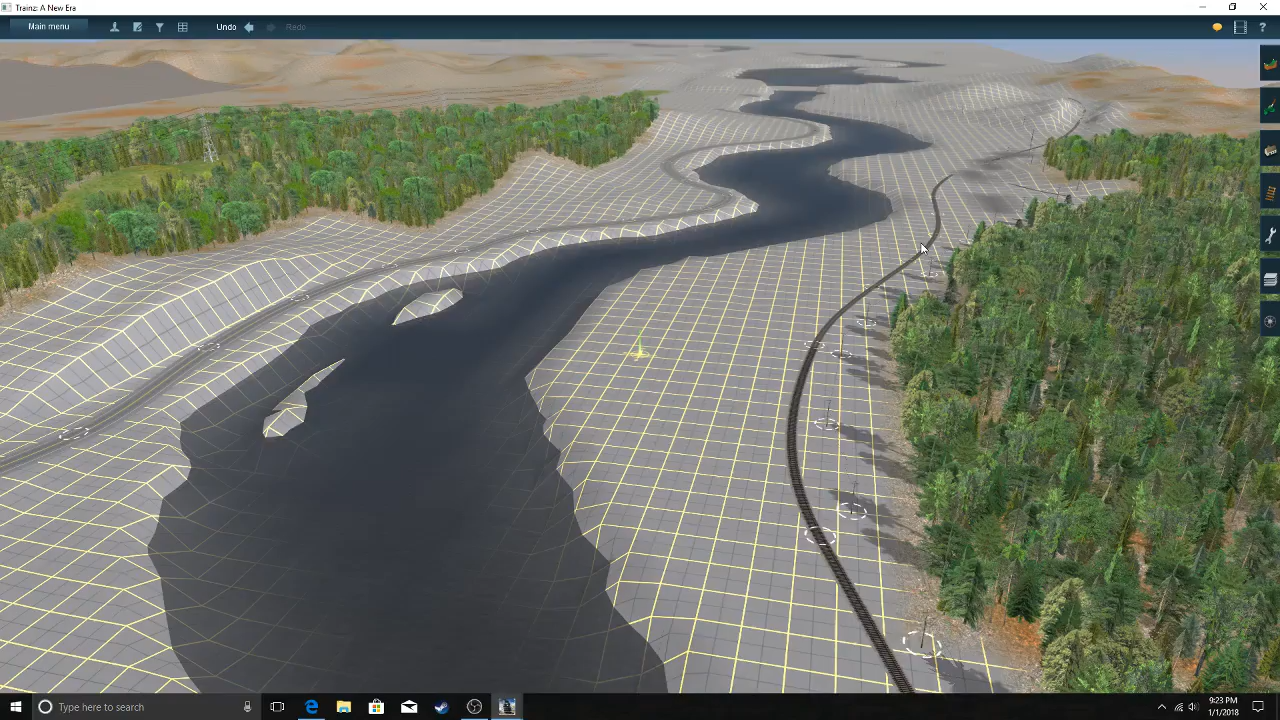 Trainz: A New Era
Main menu
Undo
Redo
?
Type here to search
9:23 PM
1/1/2018